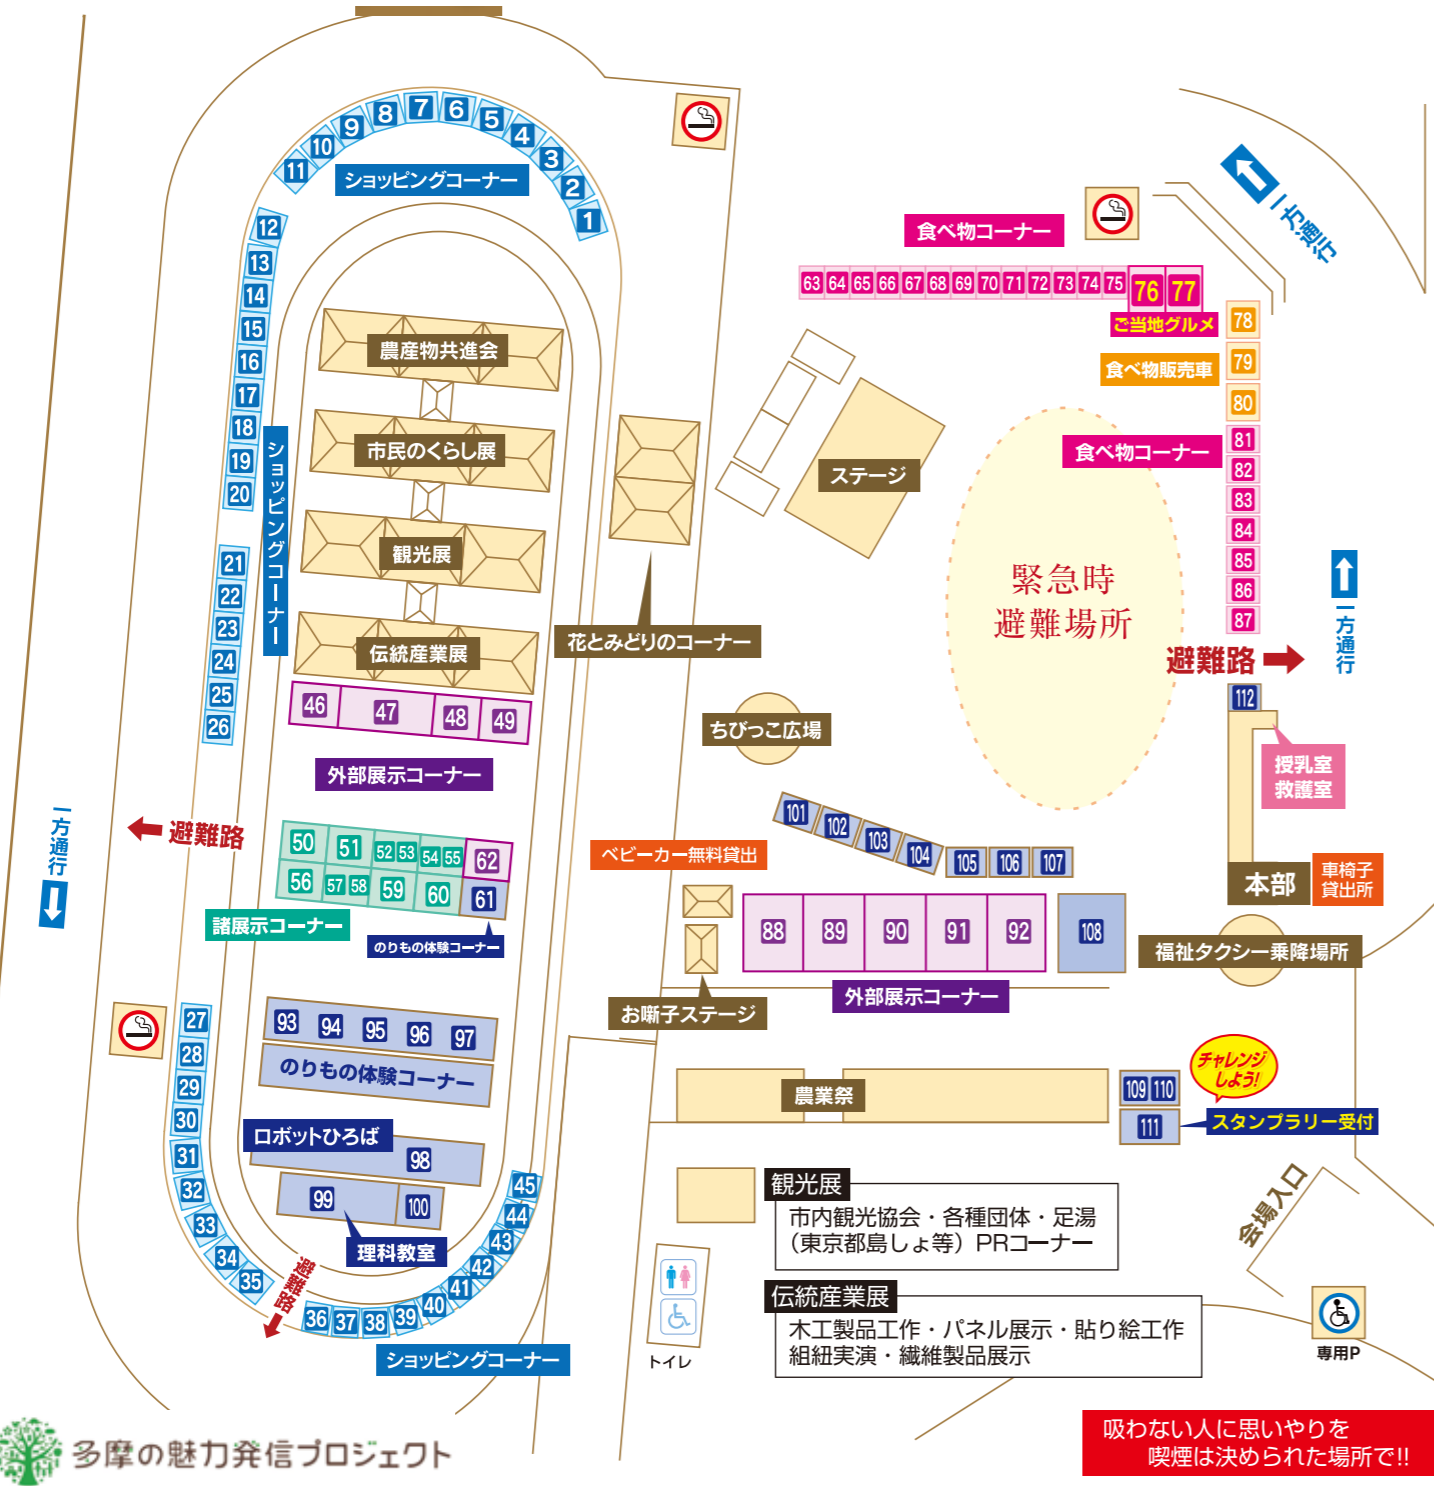 7
6
8
5
9
4
10
3
11
2
1
ショッピングコーナー
食べ物コーナー
一方通行
12
13
14
15
16
17
18
19
20
ショッピングコーナー
21
22
23
24
25
26
農産物共進会
市民のくらし展
観光展
伝統産業展
花とみどりのコーナー
46
47
48
49
外部展示コーナー
63
64
65
66
67
68
69
70
71
72
73
74
75
76
77
ご当地グルメ
78
食べ物販売車
79
80
食べ物コーナー
81
82
83
84
85
86
87
ステージ
緊急時
避難場所
一方通行
避難路
112
授乳室
救護室
ちびっこ広場
一方通行
避難路
50
51
52
53
54
55
62
56
57
58
59
60
61
諸展示コーナー
のりもの体験コーナー
ベビーカー無料貸出
101
102
103
104
105
106
107
本部
車椅子
貸出所
88
89
90
91
92
108
福祉タクシー乗降場所
外部展示コーナー
お囃子ステージ
27
28
29
30
31
32
33
34
35
93
94
95
96
97
のりもの体験コーナー
ロボットひろば
98
99
100
理科教室
避難路
36
37
38
39
40
41
42
43
44
45
ショッピングコーナー
農業祭
109
110
111
チャレンジ
しよう!
スタンプラリー受付
会場入口
観光展
市内観光協会・各種団体・足湯
（東京都島しょ等）PRコーナー
伝統産業展
木工製品工作・パネル展示・貼り絵工作
組紐実演・繊維製品展示
トイレ
専用P
多摩の魅力発信プロジェクト
吸わない人に思いやりを
喫煙は決められた場所で!!